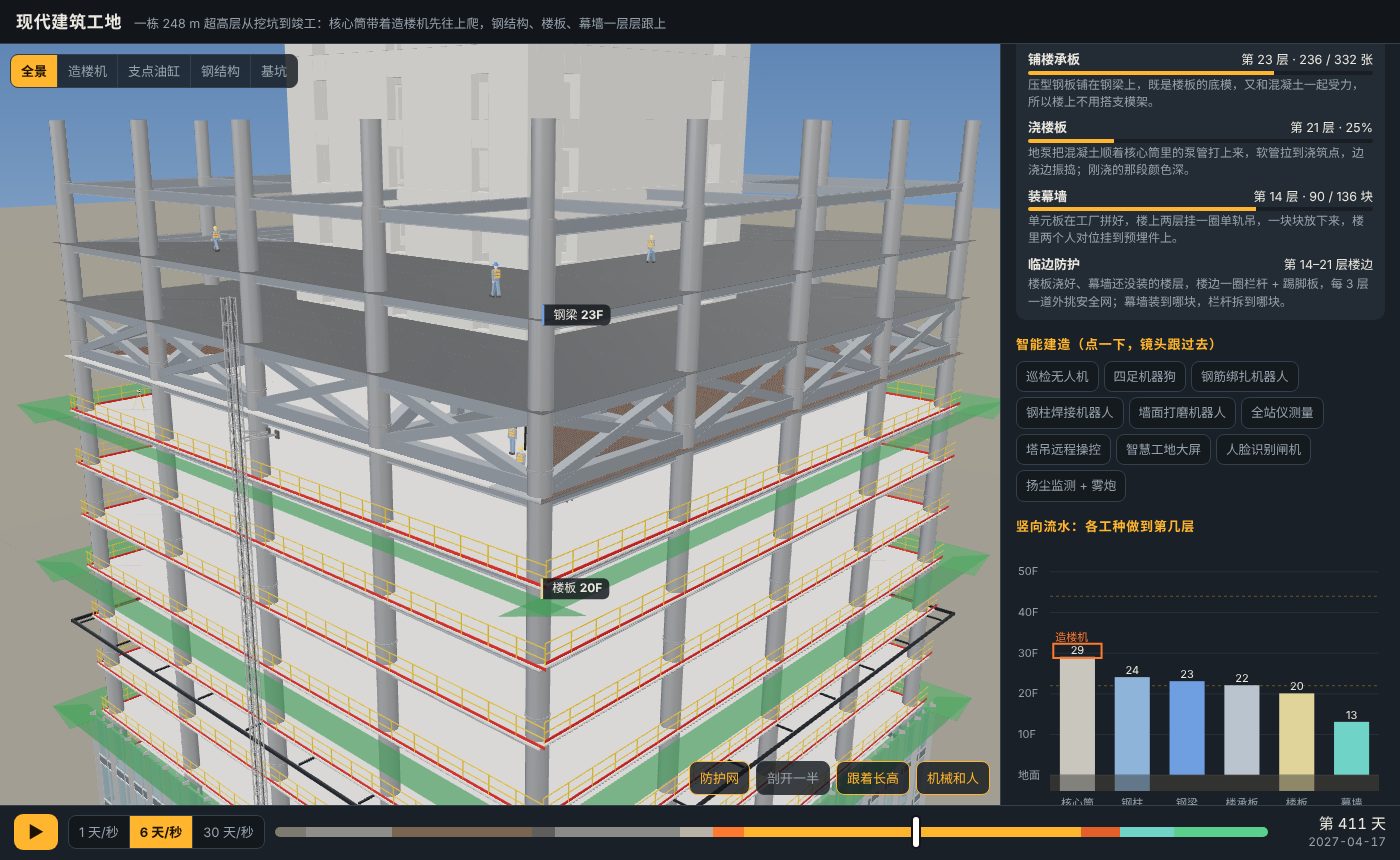 现代建筑工地 一栋 248 m 超高层从挖坑到竣工：核心筒带着造楼机先往上爬，钢结构、楼板、幕墙一层层跟上
全景 造楼机 支点油缸 钢结构 基坑
钢梁 23F
楼板 20F
防护网 剖开一半 跟着长高 机械和人
铺楼承板 第 23 层 · 236 / 332 张
压型钢板铺在钢梁上，既是楼板的底模，又和混凝土一起受力，
所以楼上不用搭支模架。
浇楼板 第 21 层 · 25%
地泵把混凝土顺着核心筒里的泵管打上来，软管拉到浇筑点，边
浇边振捣；刚浇的那段颜色深。
装幕墙 第 14 层 · 90 / 136 块
单元板在工厂拼好，楼上两层挂一圈单轨吊，一块块放下来，楼
里两个人对位挂到预埋件上。
临边防护 第 14–21 层楼边
楼板浇好、幕墙还没装的楼层，楼边一圈栏杆 + 踢脚板，每 3 层
一道外挑安全网；幕墙装到哪块，栏杆拆到哪块。
智能建造（点一下，镜头跟过去）
巡检无人机 四足机器狗 钢筋绑扎机器人
钢柱焊接机器人 墙面打磨机器人 全站仪测量
塔吊远程操控 智慧工地大屏 人脸识别闸机
扬尘监测 + 雾炮
竖向流水：各工种做到第几层
50F
40F
造楼机
30F 29
24 23 22 20
20F
13
10F
地面
核心筒 钢柱 钢梁 楼承板 楼板 幕墙
1 天/秒 6 天/秒 30 天/秒
第 411 天
2027-04-17